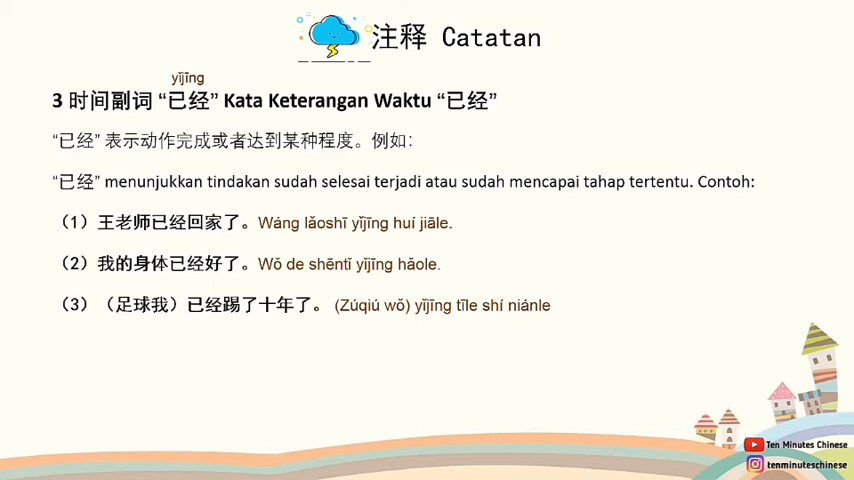 注释 Catatan
yǐjīng
3 时间副词 “已经” Kata Keterangan Waktu “已经”
“已经” 表示动作完成或者达到某种程度。例如：
“已经” menunjukkan tindakan sudah selesai terjadi atau sudah mencapai tahap tertentu. Contoh:
（1）王老师已经回家了。Wáng lǎoshī yǐjīng huí jiāle.
（2）我的身体已经好了。Wǒ de shēntǐ yǐjīng hǎole.
（3）（足球我）已经踢了十年了。 (Zúqiú wǒ) yǐjīng tīle shí niánle
Ten Minutes Chinese
tenminuteschinese